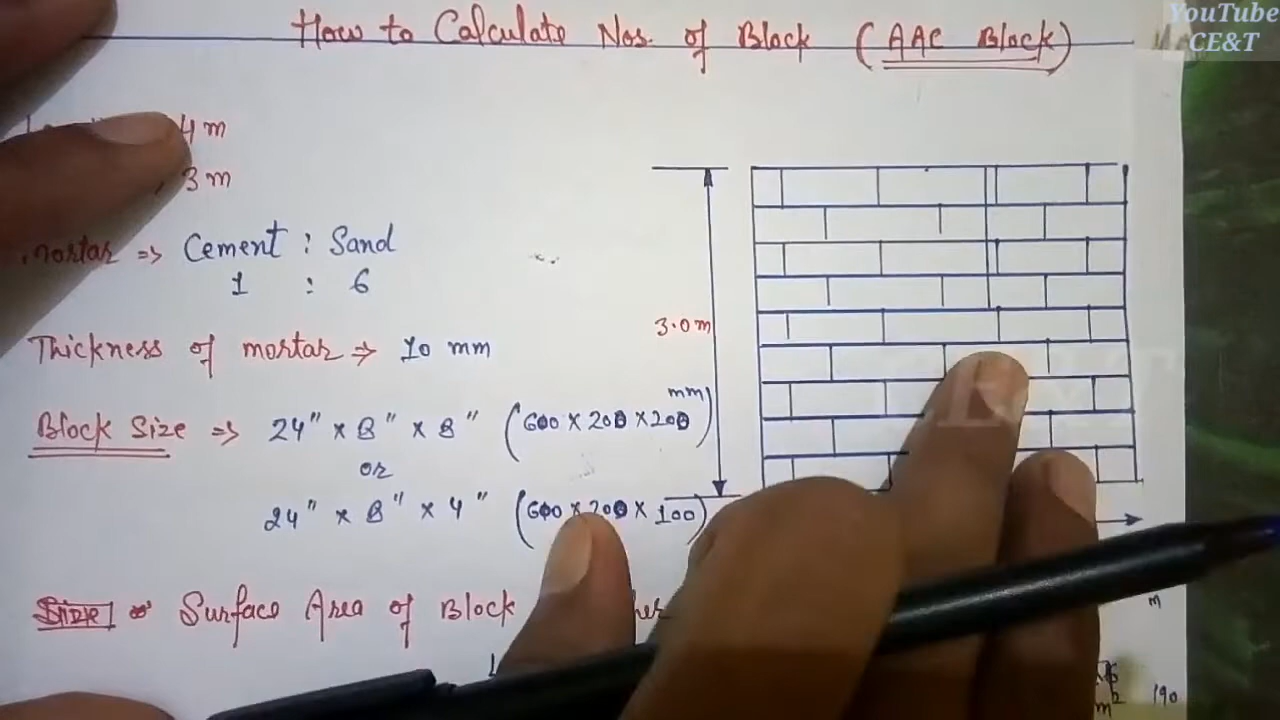 How to Calculate Nos. of Block (AAC Block)
YouTube
CE&T
4 m
3 m
Mortar ⇒ Cement : Sand
1 : 6
Thickness of mortar ⇒ 10 mm
3.0 m
Block Size ⇒ 24" x 8" x 8" (600 x 200 x 200 mm)
or
24" x 8" x 4" (600 x 200 x 100)
Surface Area of Block
m
m² 190